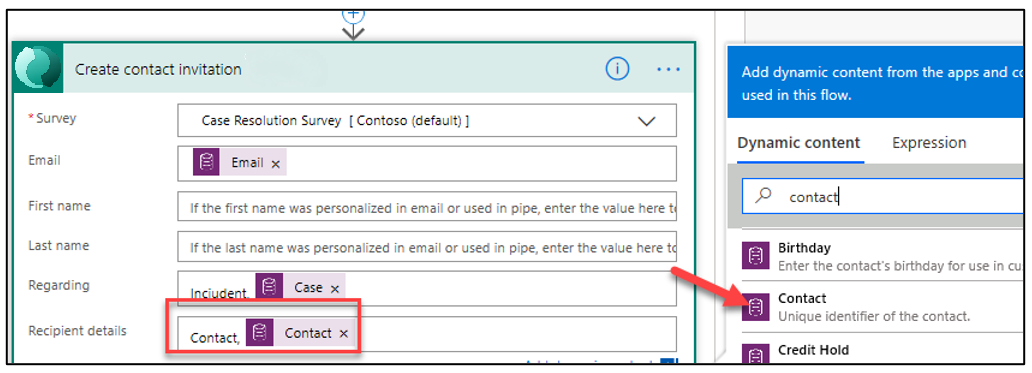 Create contact invitation
* Survey
Case Resolution Survey [ Contoso (default) ]
Email
Email ×
First name
If the first name was personalized in email or used in pipe, enter the value here t
Last name
If the last name was personalized in email or used in pipe, enter the value here to
Regarding
Inciudent, Case ×
Recipient details
Contact, Contact ×
Add dynamic content from the apps and co
used in this flow.
Dynamic content Expression
contact
Birthday
Enter the contact's birthday for use in cu
Contact
Unique identifier of the contact.
Credit Hold